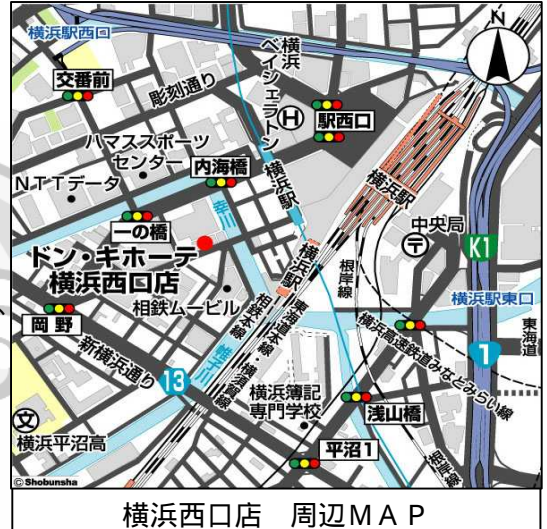 横浜駅西口
N
交番前
彫刻通り
横浜
ベイシェラトン
H
駅西口
ハマススポーツ
センター
内海橋
横浜駅
横浜駅
NTTデータ
幸川
中央局
〒
一の橋
K1
ドン・キホーテ
横浜西口店
横浜駅
根岸線
相鉄ムービル
横浜駅東口
岡野
相鉄本線
東海道本線
横須賀線
横浜高速鉄道みなとみらい線
東海道
1
新横浜通り
13
帷子川
横浜簿記
専門学校
浅山橋
文
横浜平沼高
平沼1
根岸線
© Shobunsha
横浜西口店 周辺MAP